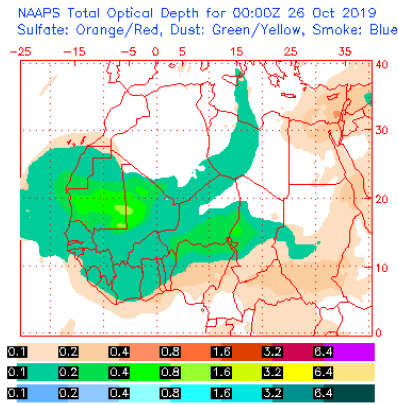 NAAPS Total Optical Depth for 00:00Z 26 Oct 2019
Sulfate: Orange/Red, Dust: Green/Yellow, Smoke: Blue
-25 -15 -5 0 5 15 25 35 40
30
20
10
0
0.1 0.2 0.4 0.8 1.6 3.2 6.4
0.1 0.2 0.4 0.8 1.6 3.2 6.4
0.1 0.2 0.4 0.8 1.6 3.2 6.4